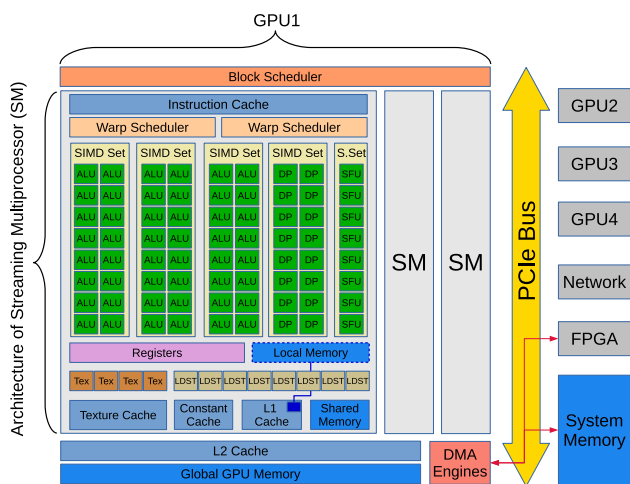 GPU1
Block Scheduler
Architecture of Streaming Multiprocessor (SM)
Instruction Cache
Warp Scheduler Warp Scheduler
SIMD Set SIMD Set SIMD Set SIMD Set S.Set
ALU ALU ALU ALU ALU ALU DP DP SFU
ALU ALU ALU ALU ALU ALU DP DP SFU
ALU ALU ALU ALU ALU ALU DP DP SFU
ALU ALU ALU ALU ALU ALU DP DP SFU
ALU ALU ALU ALU ALU ALU DP DP SFU
ALU ALU ALU ALU ALU ALU DP DP SFU
ALU ALU ALU ALU ALU ALU DP DP SFU
ALU ALU ALU ALU ALU ALU DP DP SFU
Registers Local Memory
Tex Tex Tex Tex LDST LDST LDST LDST LDST LDST LDST LDST
Texture Cache
Constant
Cache
L1
Cache
Shared
Memory
SM SM
L2 Cache
Global GPU Memory
DMA
Engines
PCIe Bus
GPU2
GPU3
GPU4
Network
FPGA
System
Memory